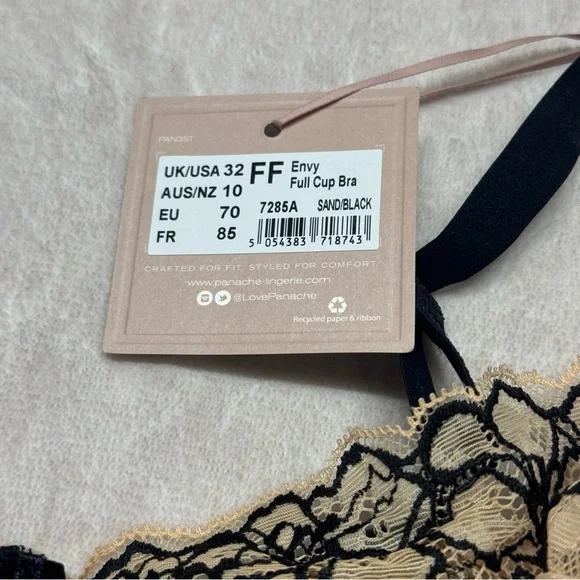 PAN3ST
UK/USA 32 FF Envy
AUS/NZ 10 Full Cup Bra
EU 70 7285A SAND/BLACK
FR 85 5 054383 718743
CRAFTED FOR FIT. STYLED FOR COMFORT.
www.panache-lingerie.com
@LovePanache
Recycled paper & ribbon